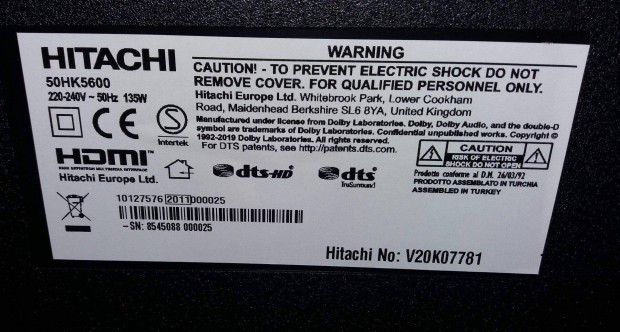 HITACHI
50HK5600
220-240V ~ 50Hz 135W
CE
S
Intertek
HDMI
HIGH DEFINITION MULTIMEDIA INTERFACE
Hitachi Europe Ltd.
WARNING
CAUTION! - TO PREVENT ELECTRIC SHOCK DO NOT
REMOVE COVER. FOR QUALIFIED PERSONNEL ONLY.
Hitachi Europe Ltd. Whitebrook Park, Lower Cookham
Road, Maidenhead Berkshire SL6 8YA, United Kingdom
Manufactured under license from Dolby Laboratories. Dolby, Dolby Audio, and the double-D
symbol are trademarks of Dolby Laboratories. Confidential unpublished works. Copyright ©
1992-2019 Dolby Laboratories. All rights reserved.
For DTS patents, see http://patents.dts.com.
dts-HD
dts
TruSurround
CAUTION
RISK OF ELECTRIC
SHOCK DO NOT OPEN
Prodotto conforme al D.M. 26/03/92
PRODOTTO ASSEMBLATO IN TURCHIA
ASSEMBLED IN TURKEY
10127576 2011 000025
-SN: 8545088 000025
Hitachi No: V20K07781